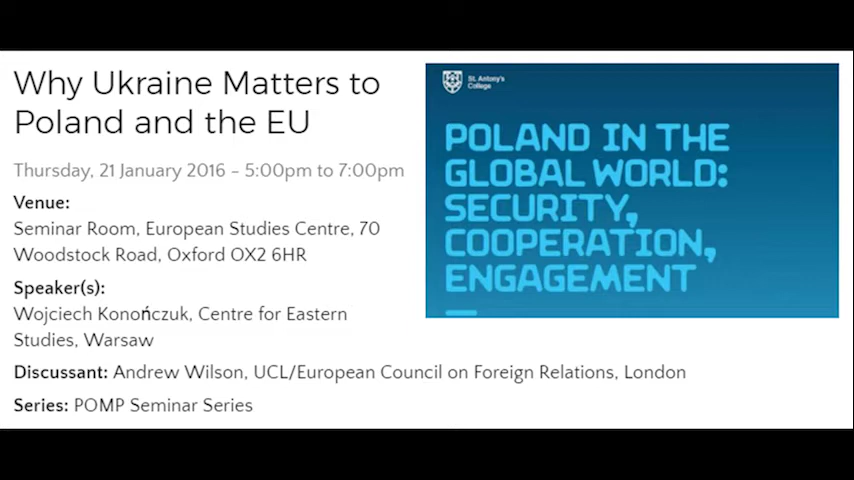 Why Ukraine Matters to
Poland and the EU
Thursday, 21 January 2016 – 5:00pm to 7:00pm
Venue:
Seminar Room, European Studies Centre, 70
Woodstock Road, Oxford OX2 6HR
Speaker(s):
Wojciech Konończuk, Centre for Eastern
Studies, Warsaw
Discussant: Andrew Wilson, UCL/European Council on Foreign Relations, London
Series: POMP Seminar Series
St. Antony's
College
POLAND IN THE
GLOBAL WORLD:
SECURITY,
COOPERATION,
ENGAGEMENT